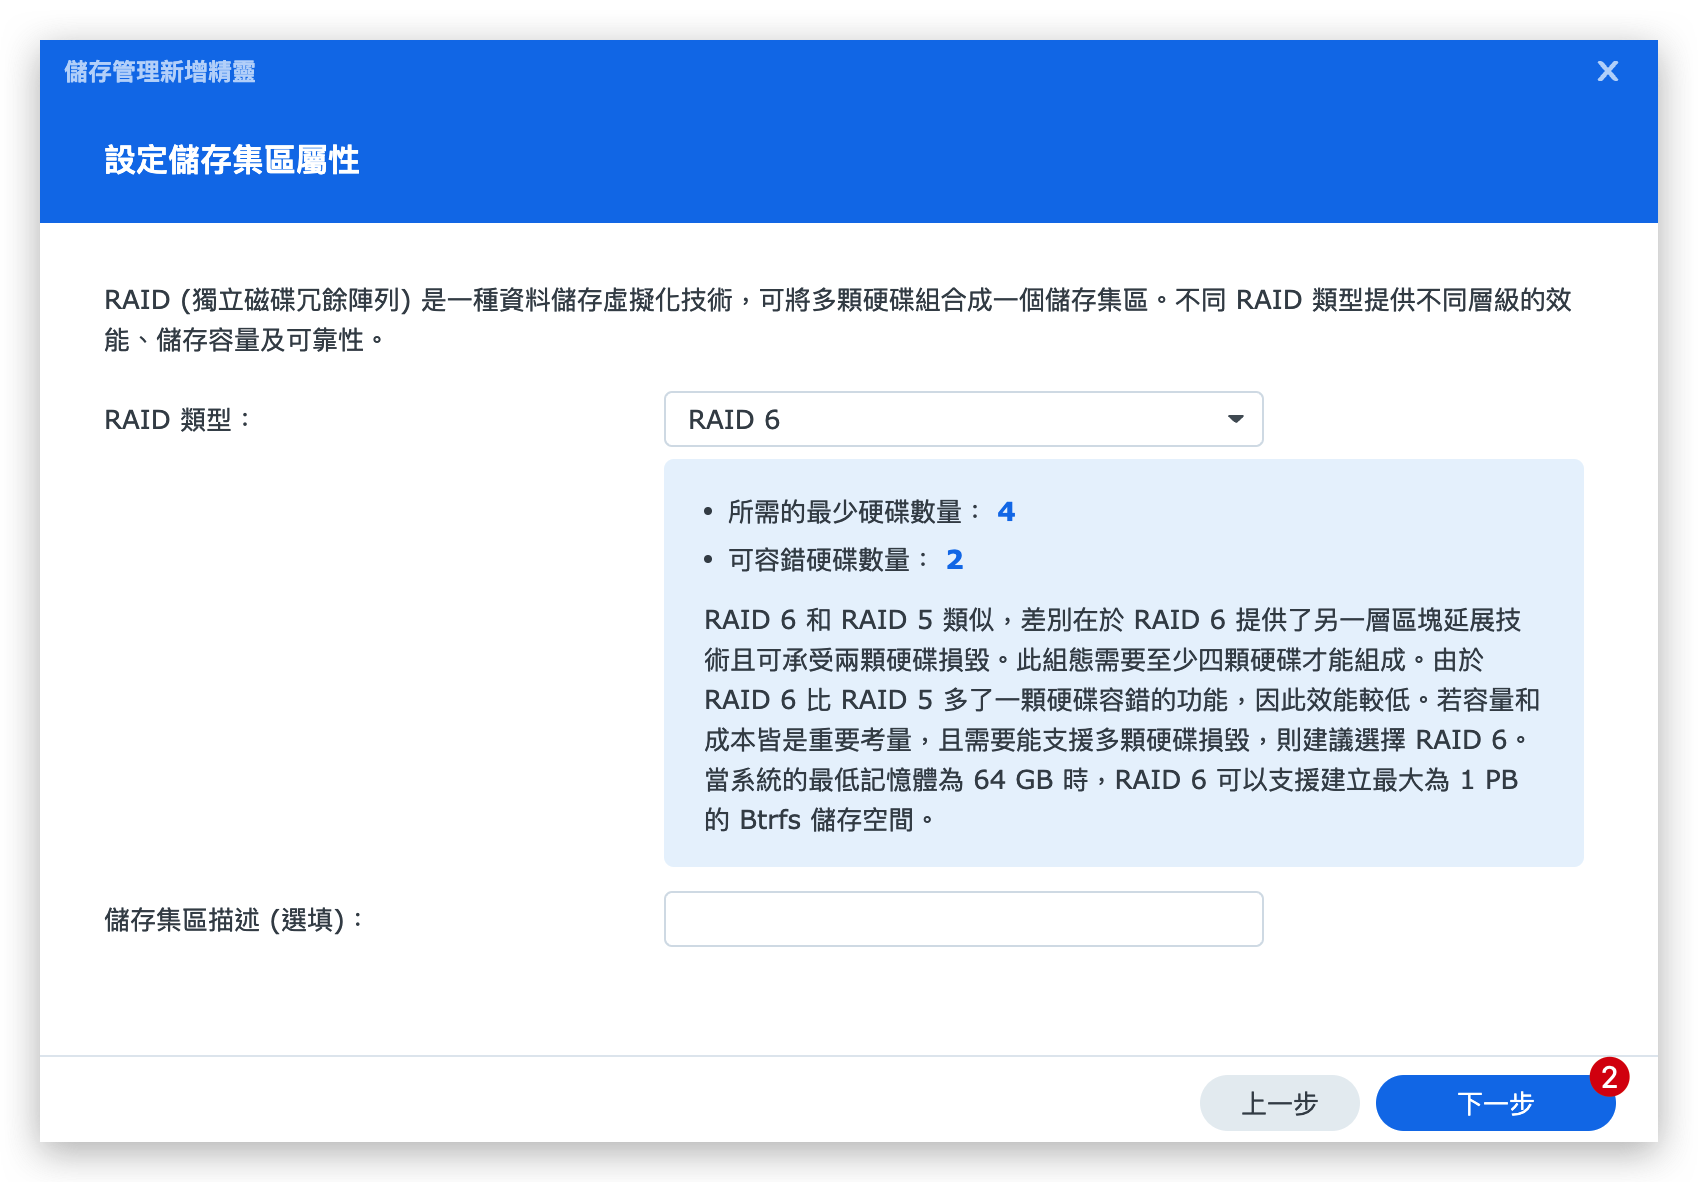 儲存管理新增精靈
X
設定儲存集區屬性
RAID (獨立磁碟冗餘陣列) 是一種資料儲存虛擬化技術，可將多顆硬碟組合成一個儲存集區。不同 RAID 類型提供不同層級的效
能、儲存容量及可靠性。
RAID 類型：
RAID 6
• 所需的最少硬碟數量： 4
• 可容錯硬碟數量： 2
RAID 6 和 RAID 5 類似，差別在於 RAID 6 提供了另一層區塊延展技
術且可承受兩顆硬碟損毀。此組態需要至少四顆硬碟才能組成。由於
RAID 6 比 RAID 5 多了一顆硬碟容錯的功能，因此效能較低。若容量和
成本皆是重要考量，且需要能支援多顆硬碟損毀，則建議選擇 RAID 6。
當系統的最低記憶體為 64 GB 時，RAID 6 可以支援建立最大為 1 PB
的 Btrfs 儲存空間。
儲存集區描述 (選填)：
上一步
下一步
2